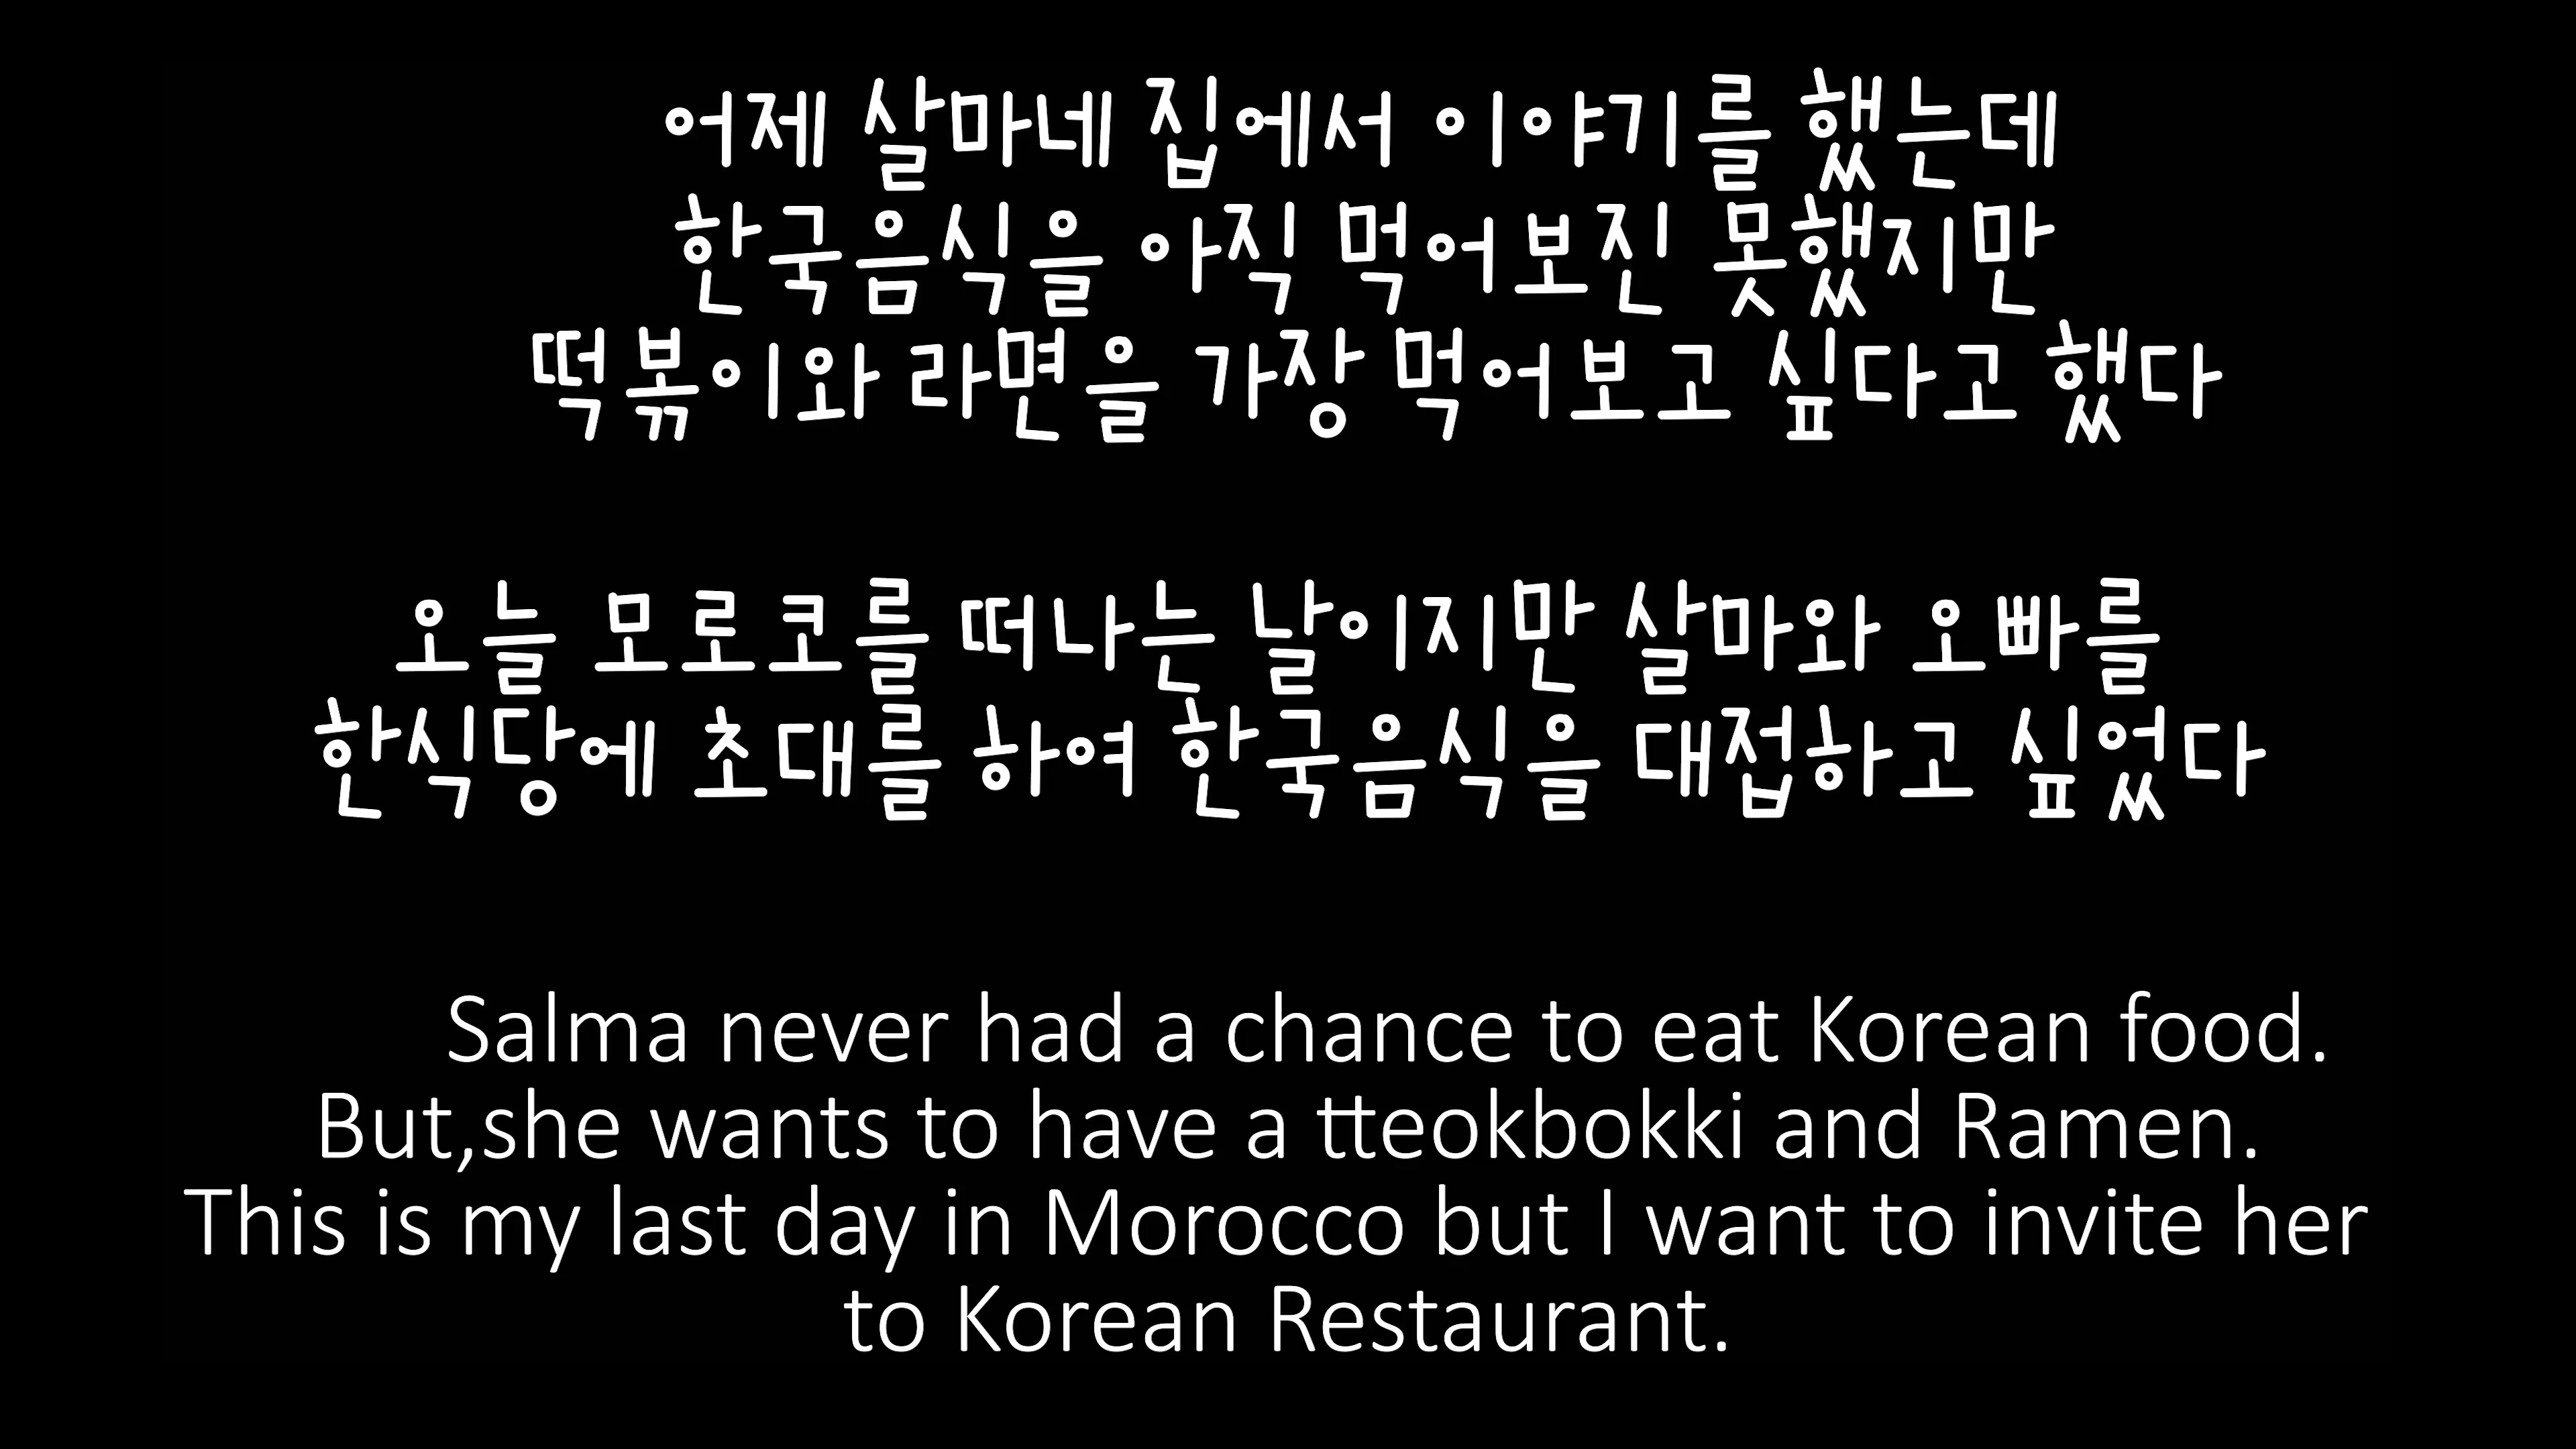 어제 살마네 집에서 이야기를 했는데
한국음식을 아직 먹어보진 못했지만
떡볶이와 라면을 가장 먹어보고 싶다고 했다
오늘 모로코를 떠나는 날이지만 살마와 오빠를
한식당에 초대를 하여 한국음식을 대접하고 싶었다
Salma never had a chance to eat Korean food.
But,she wants to have a tteokbokki and Ramen.
This is my last day in Morocco but I want to invite her
to Korean Restaurant.